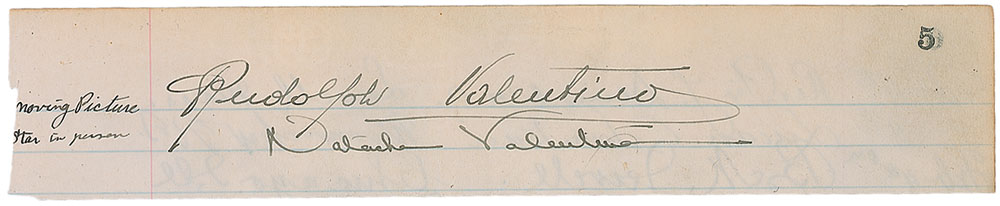 5
Rudolph Valentino
moving Picture
Star in person
Natacha Valentino